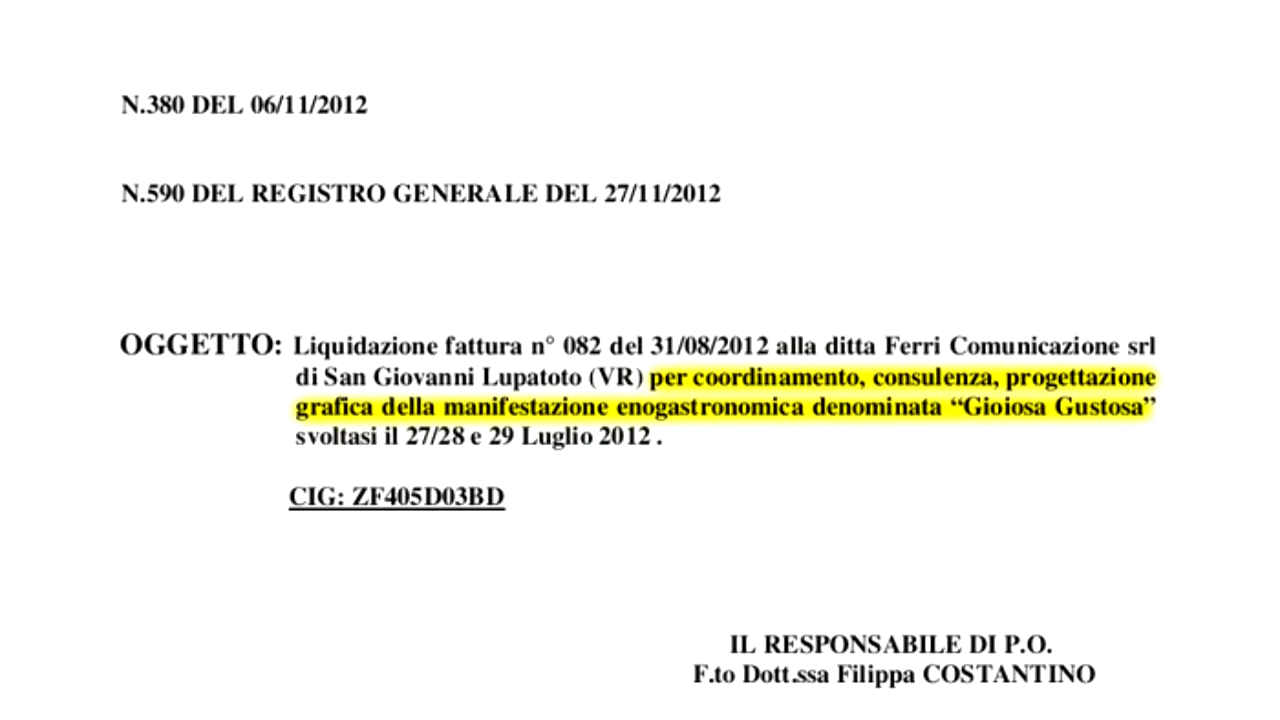 N.380 DEL 06/11/2012
N.590 DEL REGISTRO GENERALE DEL 27/11/2012
OGGETTO: Liquidazione fattura n° 082 del 31/08/2012 alla ditta Ferri Comunicazione srl
di San Giovanni Lupatoto (VR) per coordinamento, consulenza, progettazione
grafica della manifestazione enogastronomica denominata “Gioiosa Gustosa”
svoltasi il 27/28 e 29 Luglio 2012 .
CIG: ZF405D03BD
IL RESPONSABILE DI P.O.
F.to Dott.ssa Filippa COSTANTINO